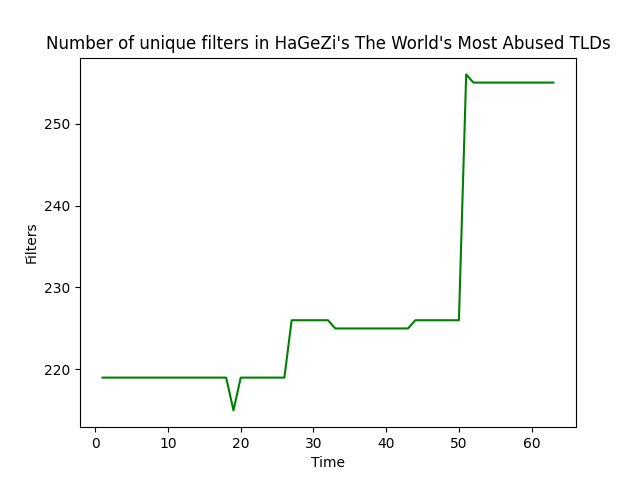 Number of unique filters in HaGeZi's The World's Most Abused TLDs
250
240
230
220
Filters
0 10 20 30 40 50 60
Time